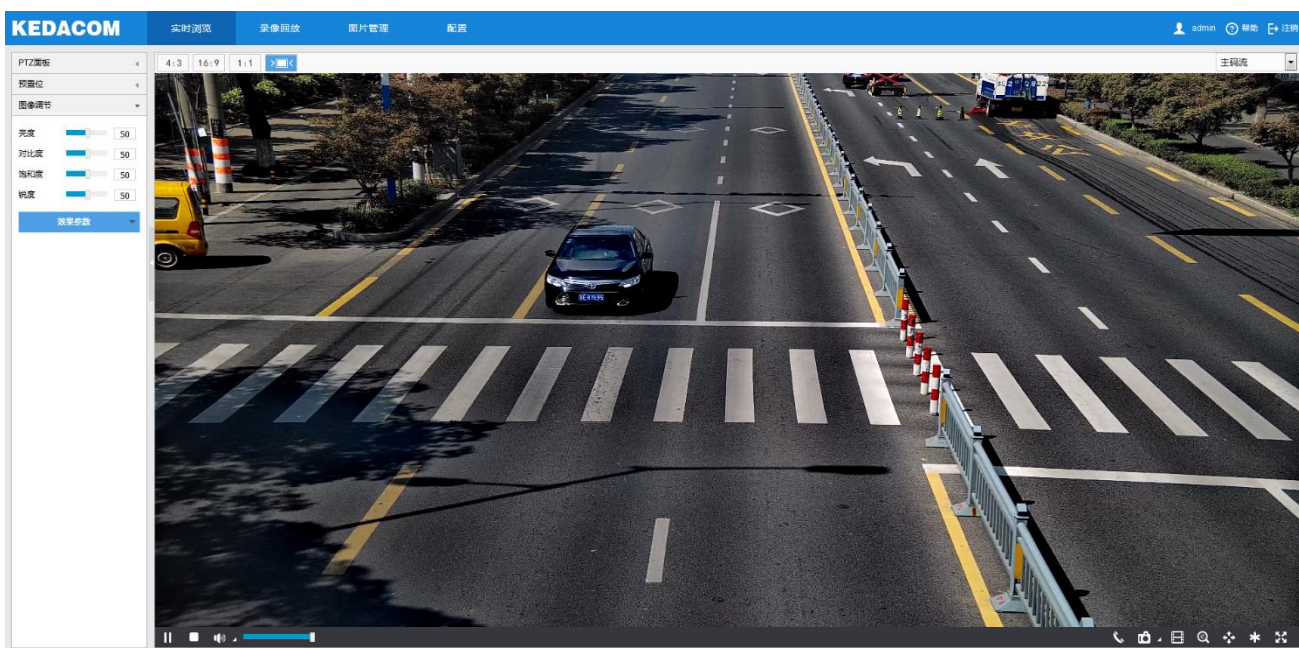 KEDACOM 实时浏览 录像回放 图片管理 配置 admin 帮助 注销
PTZ面板 4:3 16:9 1:1 主码流
预置位
图像调节
亮度 50
对比度 50
饱和度 50
锐度 50
效果参数